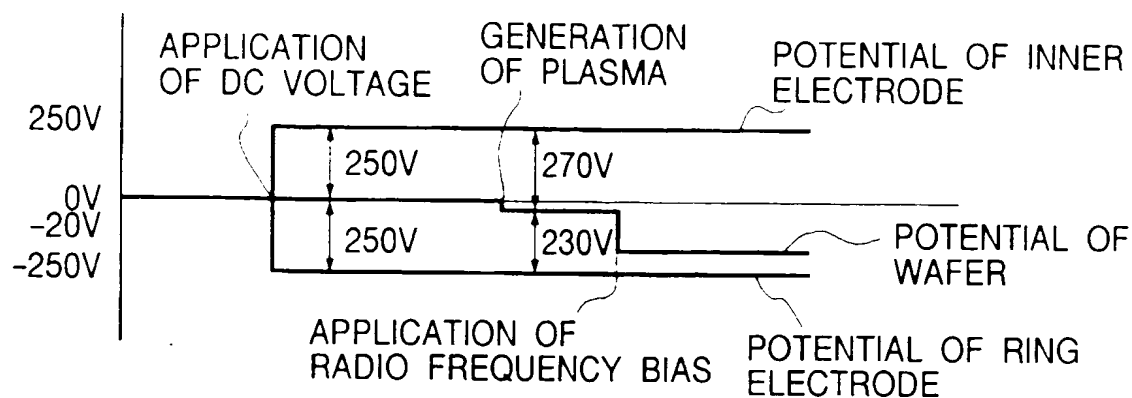 APPLICATION
OF DC VOLTAGE
GENERATION
OF PLASMA
POTENTIAL OF INNER
ELECTRODE
250V
250V
270V
0V
-20V
-250V
250V
230V
POTENTIAL OF
WAFER
APPLICATION OF
RADIO FREQUENCY BIAS
POTENTIAL OF RING
ELECTRODE